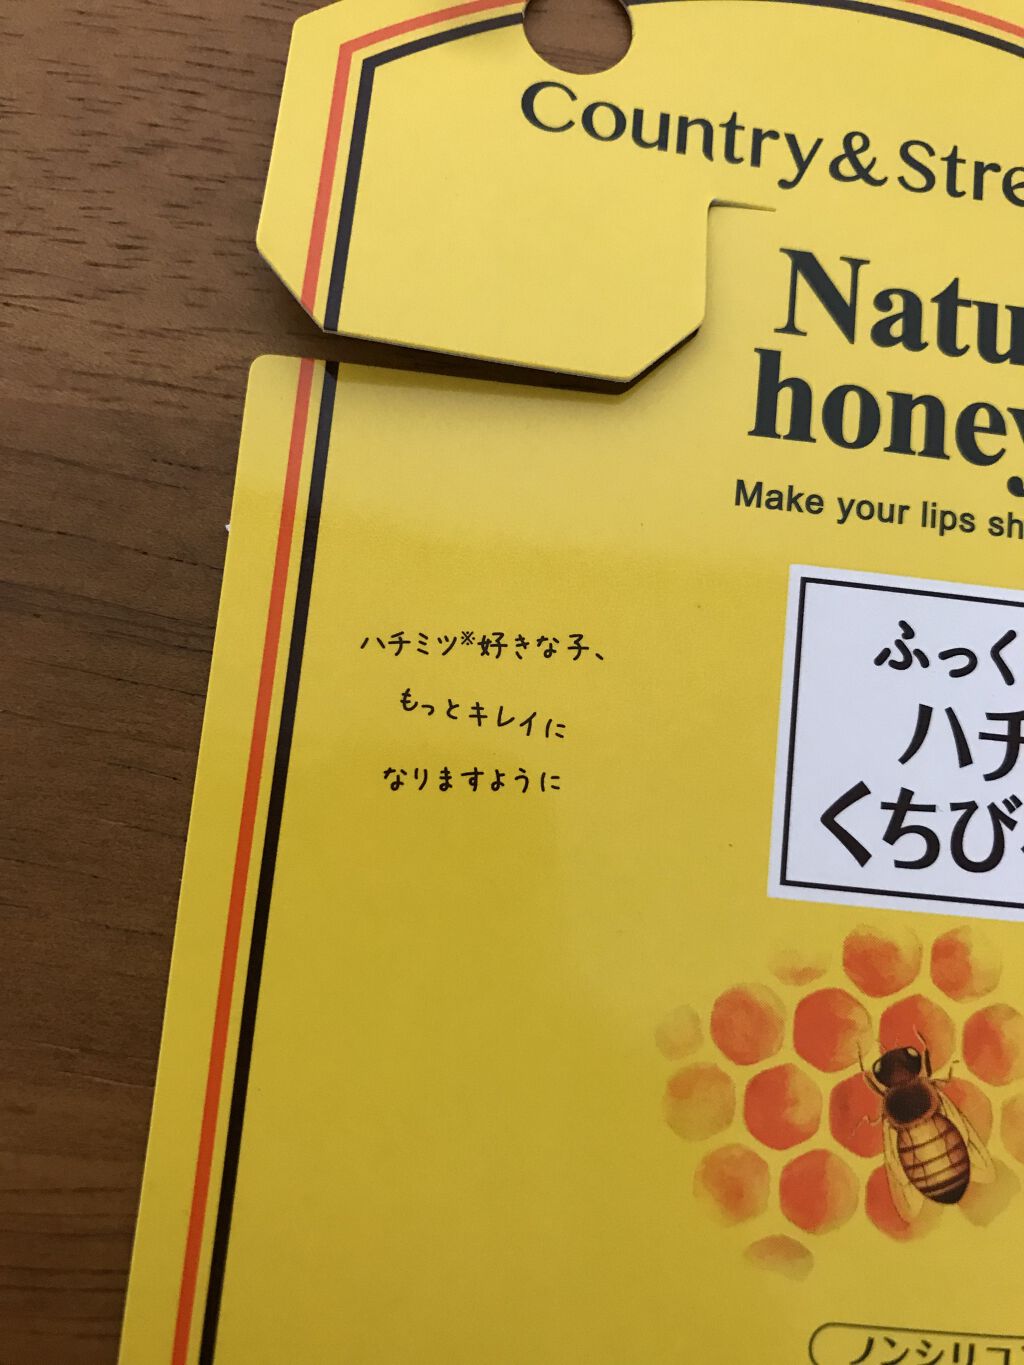 Country & Stre
Natu
honey
Make your lips sh
ハチミツ※好きな子、
もっとキレイに
なりますように
ふっく
ハチ
くちび
ノンシリコン